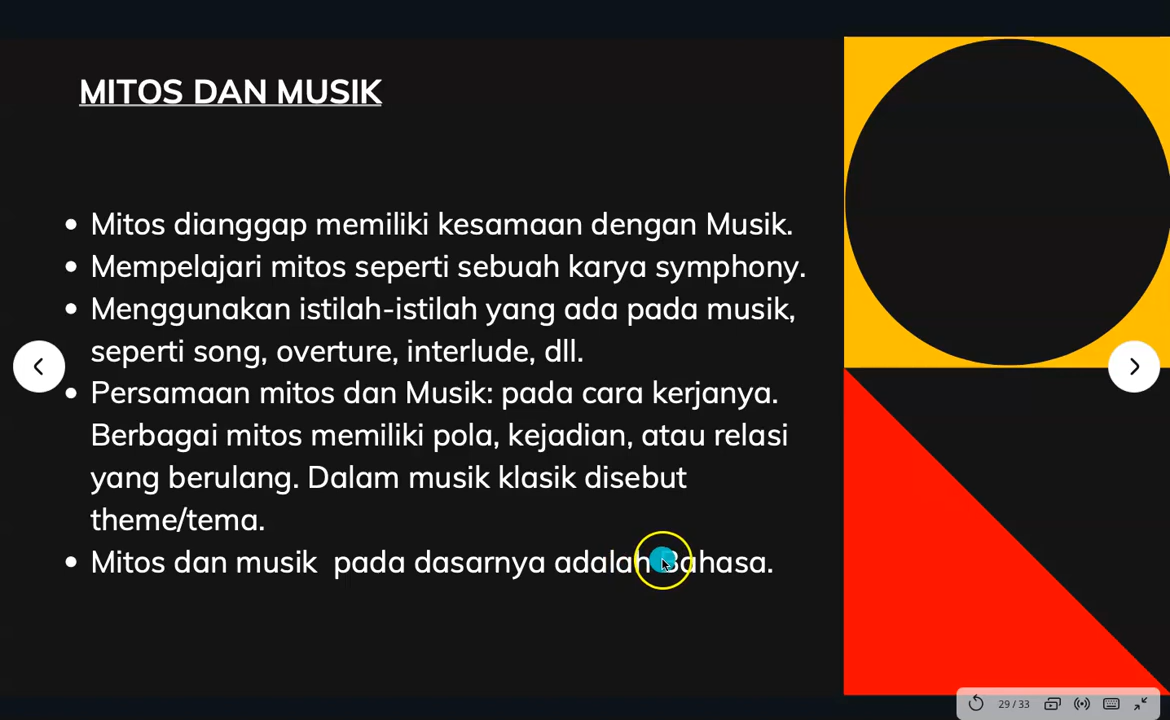 MITOS DAN MUSIK
• Mitos dianggap memiliki kesamaan dengan Musik.
• Mempelajari mitos seperti sebuah karya symphony.
• Menggunakan istilah-istilah yang ada pada musik,
seperti song, overture, interlude, dll.
• Persamaan mitos dan Musik: pada cara kerjanya.
Berbagai mitos memiliki pola, kejadian, atau relasi
yang berulang. Dalam musik klasik disebut
theme/tema.
• Mitos dan musik pada dasarnya adalah Bahasa.
29 / 33